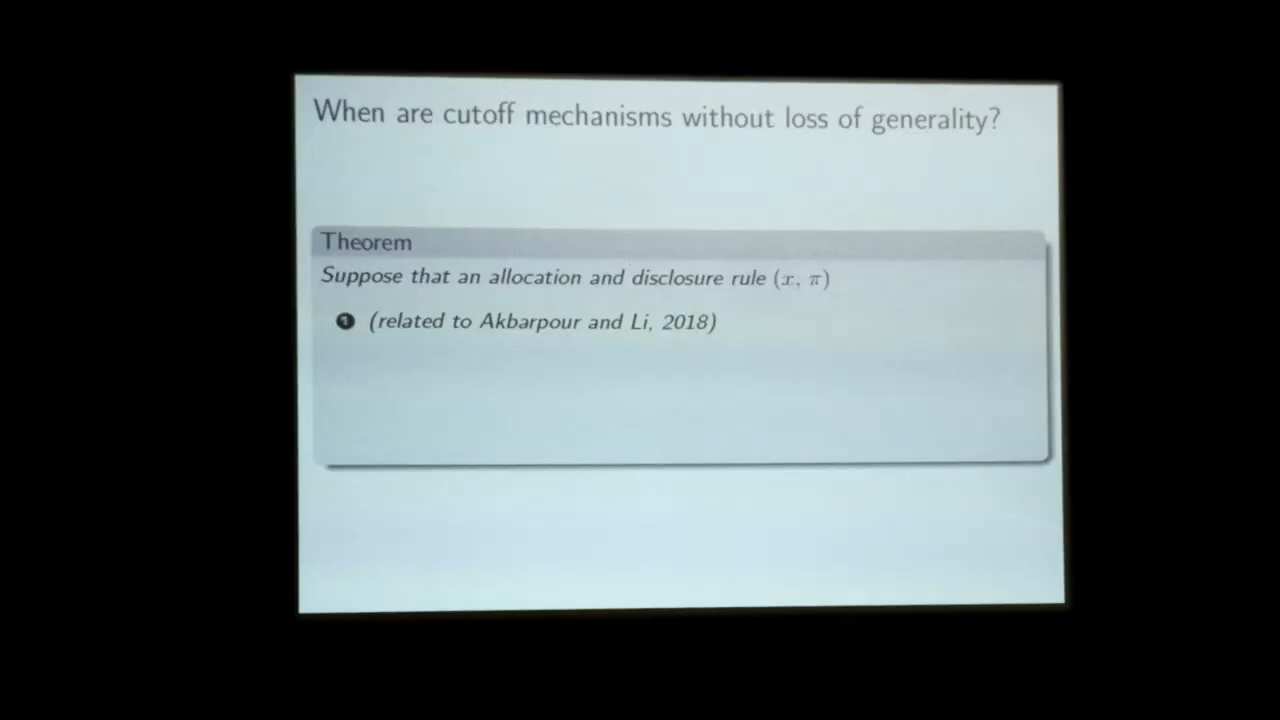 When are cutoff mechanisms without loss of generality?
Theorem
Suppose that an allocation and disclosure rule (x, π)
1 (related to Akbarpour and Li, 2018)